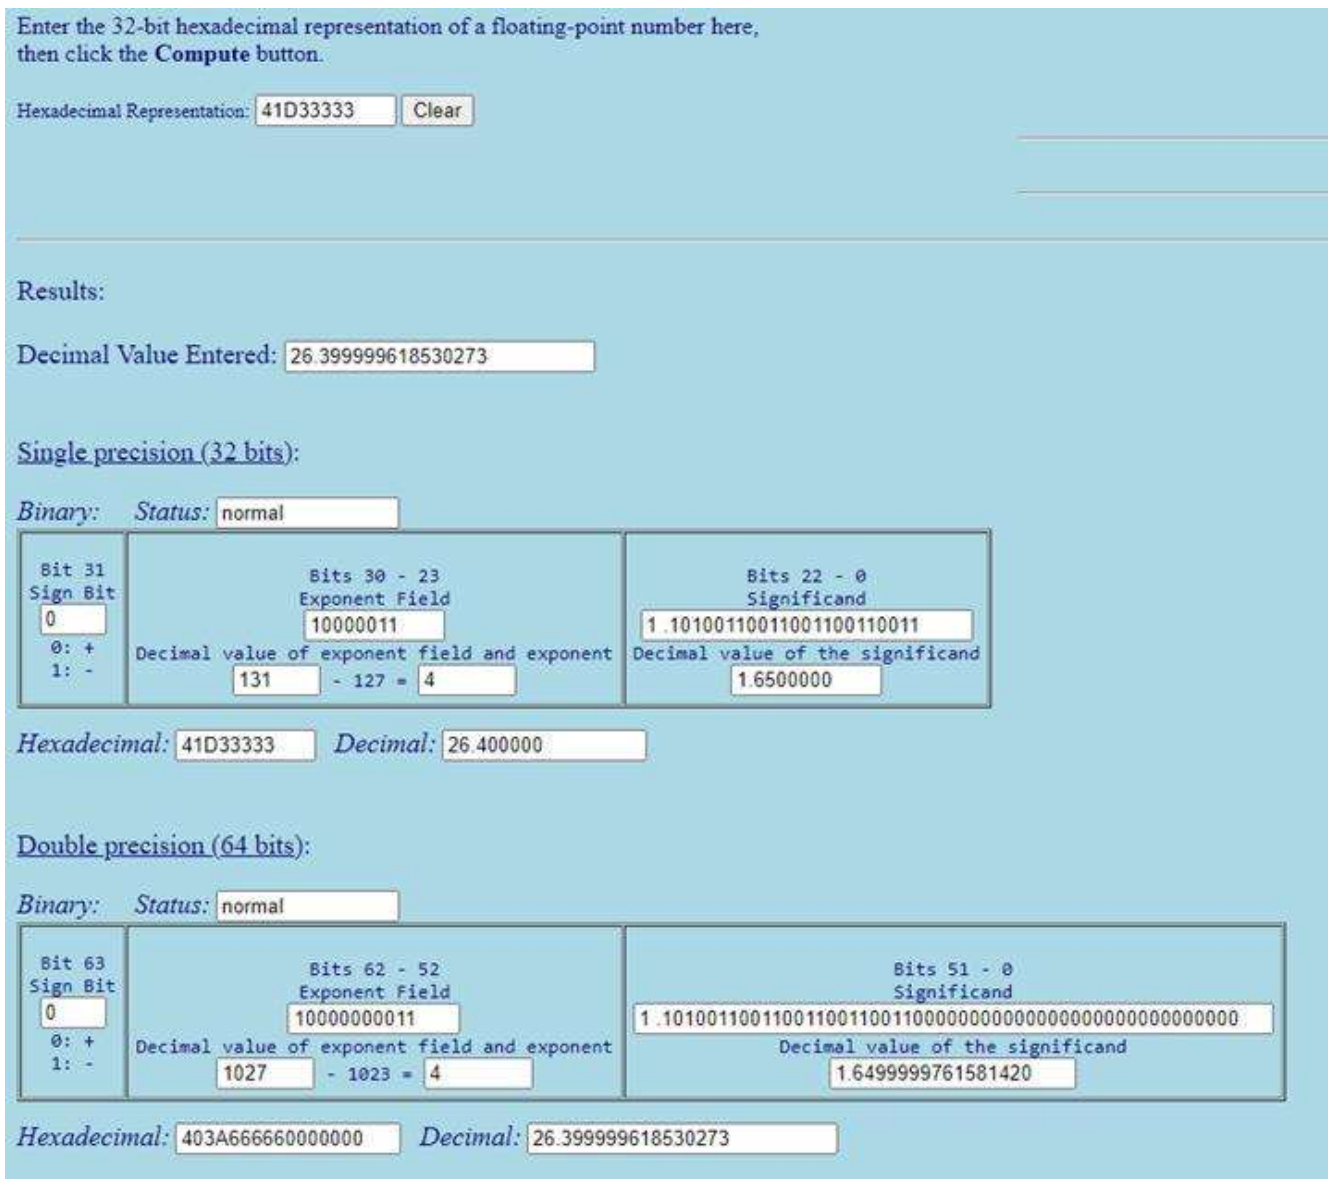 Enter the 32-bit hexadecimal representation of a floating-point number here,
then click the Compute button.
Hexadecimal Representation: 41D33333 Clear
Results:
Decimal Value Entered: 26.399999618530273
Single precision (32 bits):
Binary: Status: normal
Bit 31
Sign Bit
0
0: +
1: -
Bits 30 - 23
Exponent Field
10000011
Decimal value of exponent field and exponent
131 - 127 = 4
Bits 22 - 0
Significand
1 .10100110011001100110011
Decimal value of the significand
1.6500000
Hexadecimal: 41D33333 Decimal: 26.400000
Double precision (64 bits):
Binary: Status: normal
Bit 63
Sign Bit
0
0: +
1: -
Bits 62 - 52
Exponent Field
10000000011
Decimal value of exponent field and exponent
1027 - 1023 = 4
Bits 51 - 0
Significand
1 .1010011001100110011001100000000000000000000000000000
Decimal value of the significand
1.6499999761581420
Hexadecimal: 403A666660000000 Decimal: 26.399999618530273